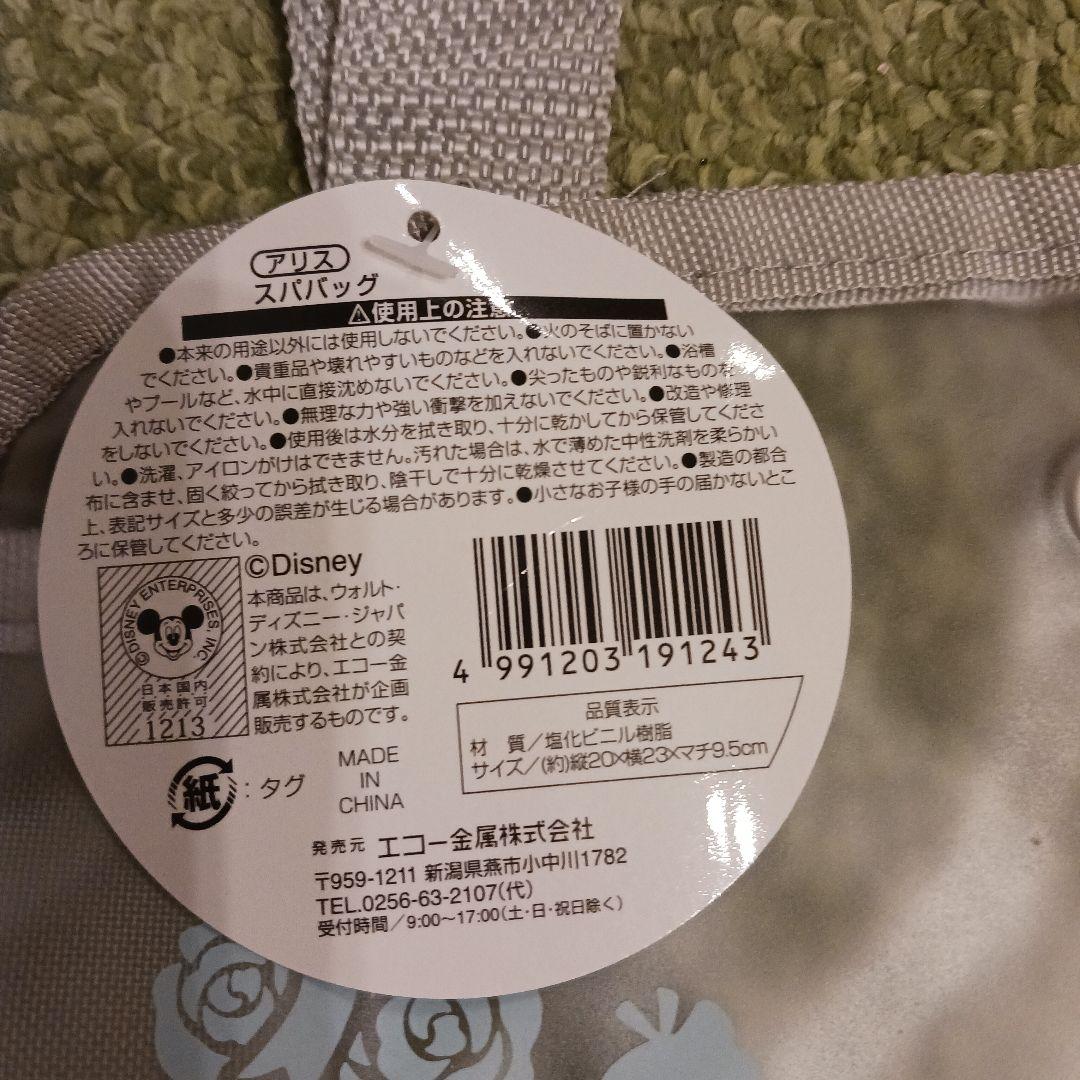 アリス
スパバッグ
⚠使用上の注意
●本来の用途以外には使用しないでください。●火のそばに置かない
でください。●貴重品や壊れやすいものなどを入れないでください。●浴槽
やプールなど、水中に直接沈めないでください。●尖ったものや鋭利なものを
入れないでください。●無理な力や強い衝撃を加えないでください。●改造や修理
をしないでください。●使用後は水分を拭き取り、十分に乾かしてから保管してくださ
い。●洗濯、アイロンがけはできません。汚れた場合は、水で薄めた中性洗剤を柔らかい
布に含ませ、固く絞ってから拭き取り、陰干しで十分に乾燥させてください。●製造の都合
上、表記サイズと多少の誤差が生じる場合があります。●小さなお子様の手の届かないとこ
ろに保管してください。
©DISNEY ENTERPRISES, INC.
日本国内
販売許可
1213
©Disney
本商品は、ウォルト・
ディズニー・ジャパ
ン株式会社との契
約により、エコー金
属株式会社が企画
販売するものです。
4 991203 191243
品質表示
材　質／塩化ビニル樹脂
サイズ／(約)縦20×横23×マチ9.5cm
紙：タグ
MADE
IN
CHINA
発売元 エコー金属株式会社
〒959-1211 新潟県燕市小中川1782
TEL.0256-63-2107(代)
受付時間／9:00〜17:00(土・日・祝日除く)